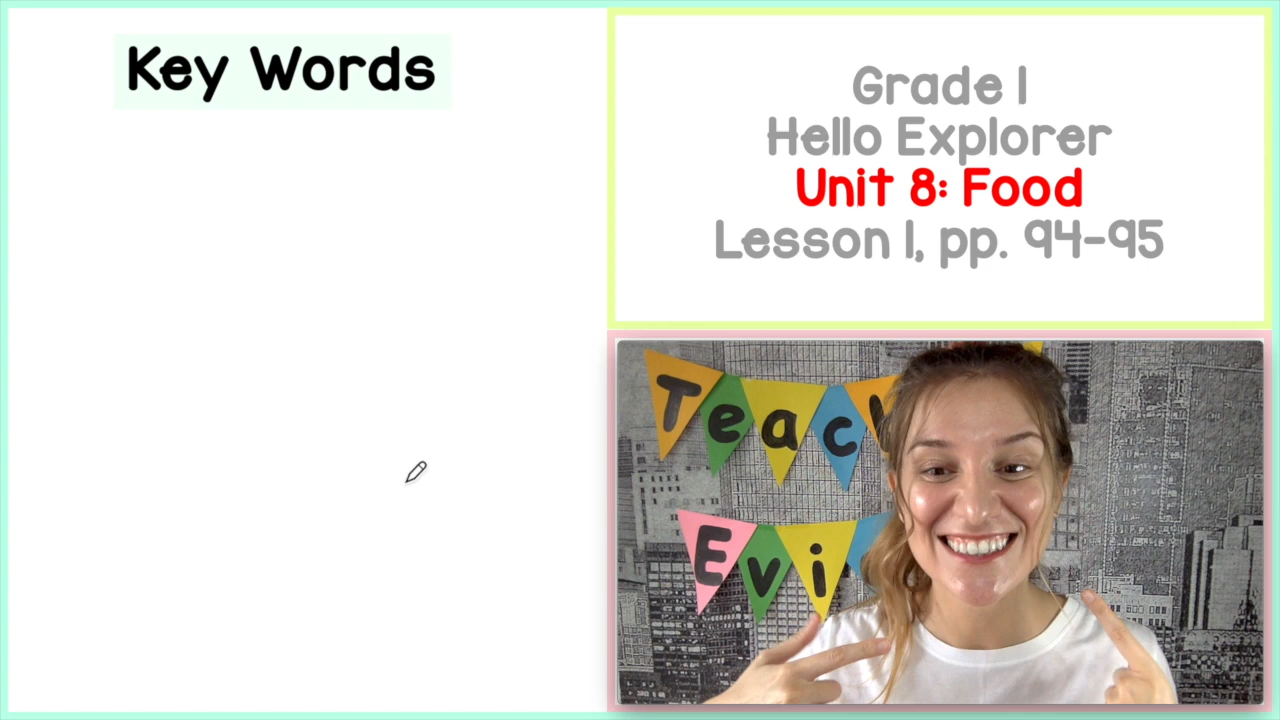 Key Words
Grade 1
Hello Explorer
Unit 8: Food
Lesson 1, pp. 94-95
Teac
Evi